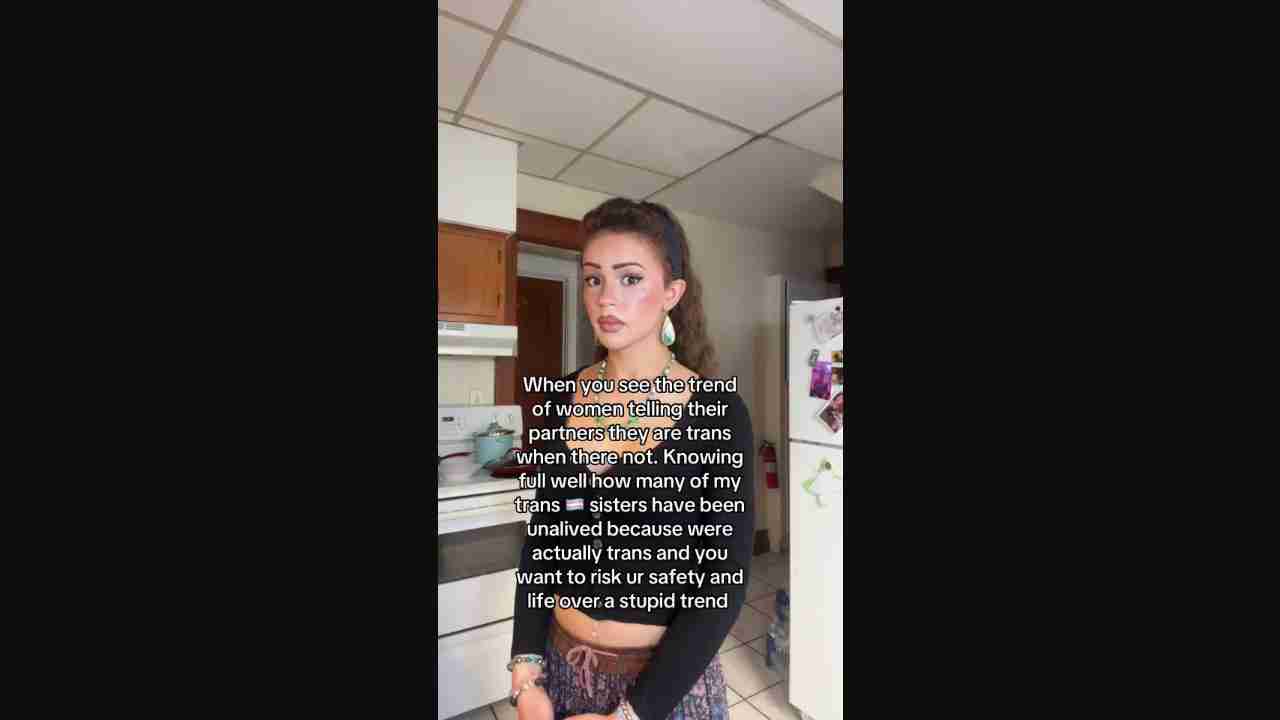 When you see the trend
of women telling their
partners they are trans
when there not. Knowing
full well how many of my
trans 🏳️‍⚧️ sisters have been
unalived because were
actually trans and you
want to risk ur safety and
life over a stupid trend